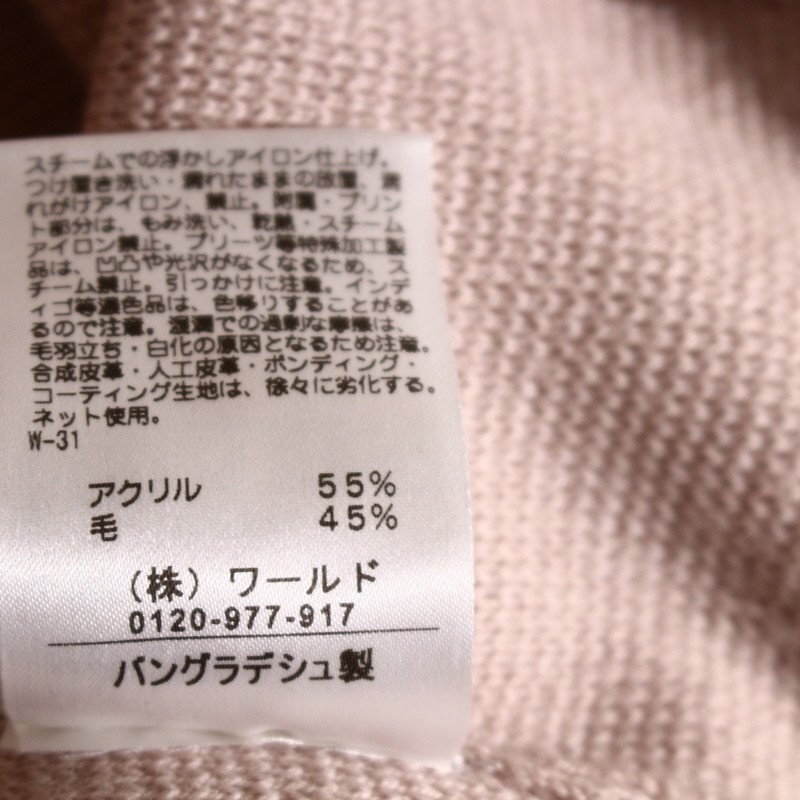 スチームでの浮かしアイロン仕上げ。
つけ置き洗い・濡れたままの放置、濡
れがけアイロン、禁止。附属・プリン
ト部分は、もみ洗い、乾熱・スチーム
アイロン禁止。プリーツ等特殊加工製
品は、凹凸や光沢がなくなるため、ス
チーム禁止。引っかけに注意。インデ
ィゴ等濃色品は、色移りすることがあ
るので注意。湿潤での過剰な摩擦は、
毛羽立ち・白化の原因となるため注意。
合成皮革・人工皮革・ボンディング・
コーティング生地は、徐々に劣化する。
ネット使用。
W-31
アクリル 55%
毛 45%
(株) ワールド
0120-977-917
バングラデシュ製